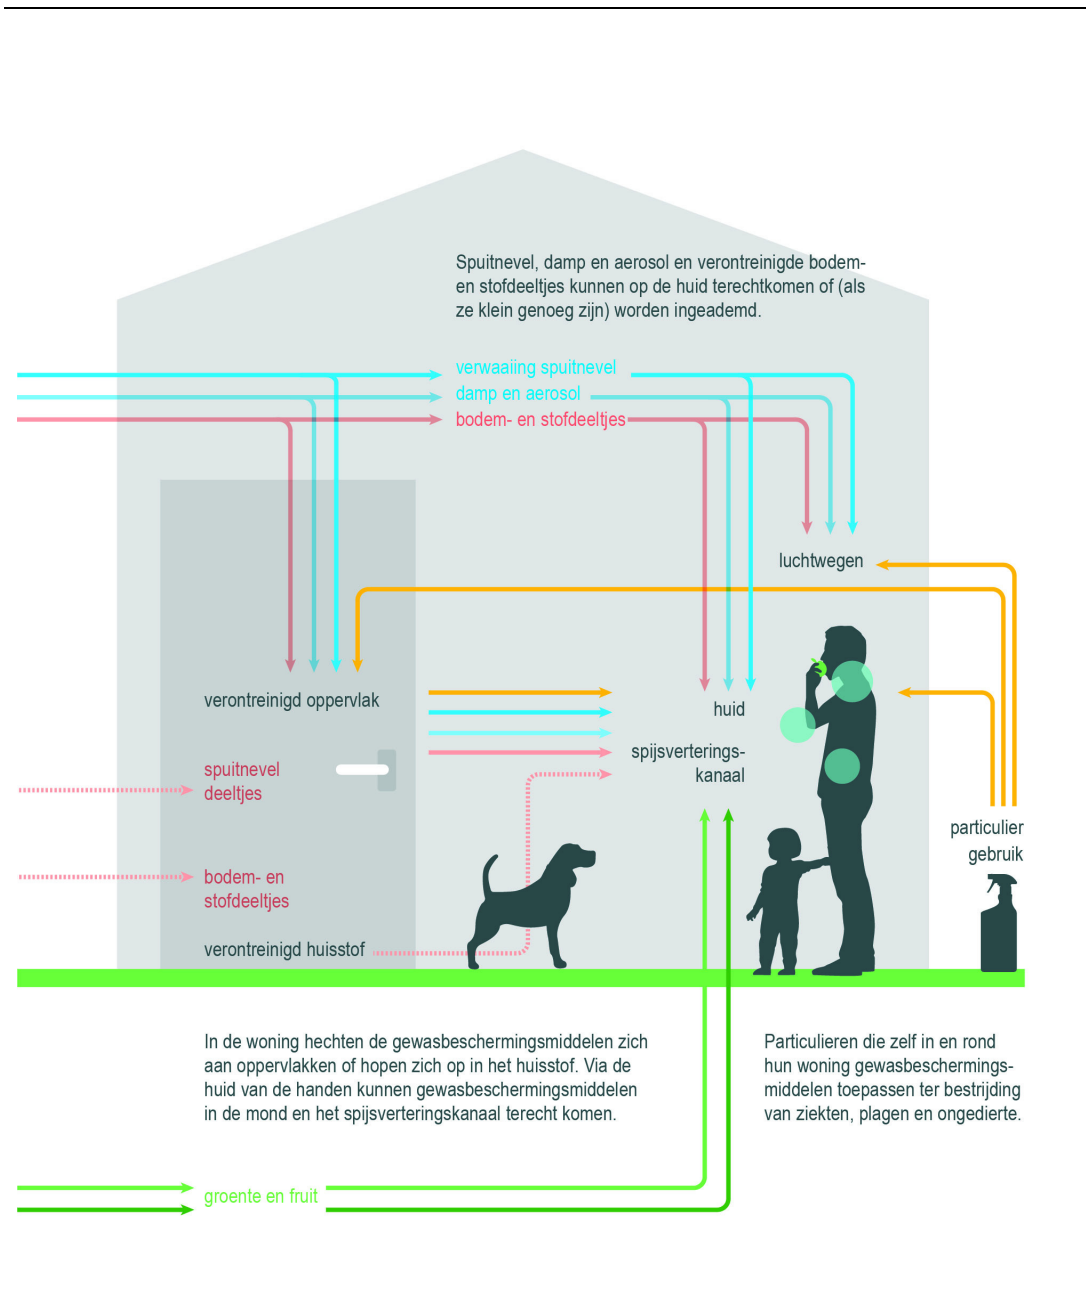 Spuitnevel, damp en aerosol en verontreinigde bodem-
en stofdeeltjes kunnen op de huid terechtkomen of (als
ze klein genoeg zijn) worden ingeademd.
verwaaiing spuitnevel
damp en aerosol
bodem- en stofdeeltjes
luchtwegen
verontreinigd oppervlak
huid
spijsverterings-
kanaal
spuitnevel
deeltjes
particulier
gebruik
bodem- en
stofdeeltjes
verontreinigd huisstof
In de woning hechten de gewasbeschermingsmiddelen zich
aan oppervlakken of hopen zich op in het huisstof. Via de
huid van de handen kunnen gewasbeschermingsmiddelen
in de mond en het spijsverteringskanaal terecht komen.
Particulieren die zelf in en rond
hun woning gewasbeschermings-
middelen toepassen ter bestrijding
van ziekten, plagen en ongedierte.
groente en fruit